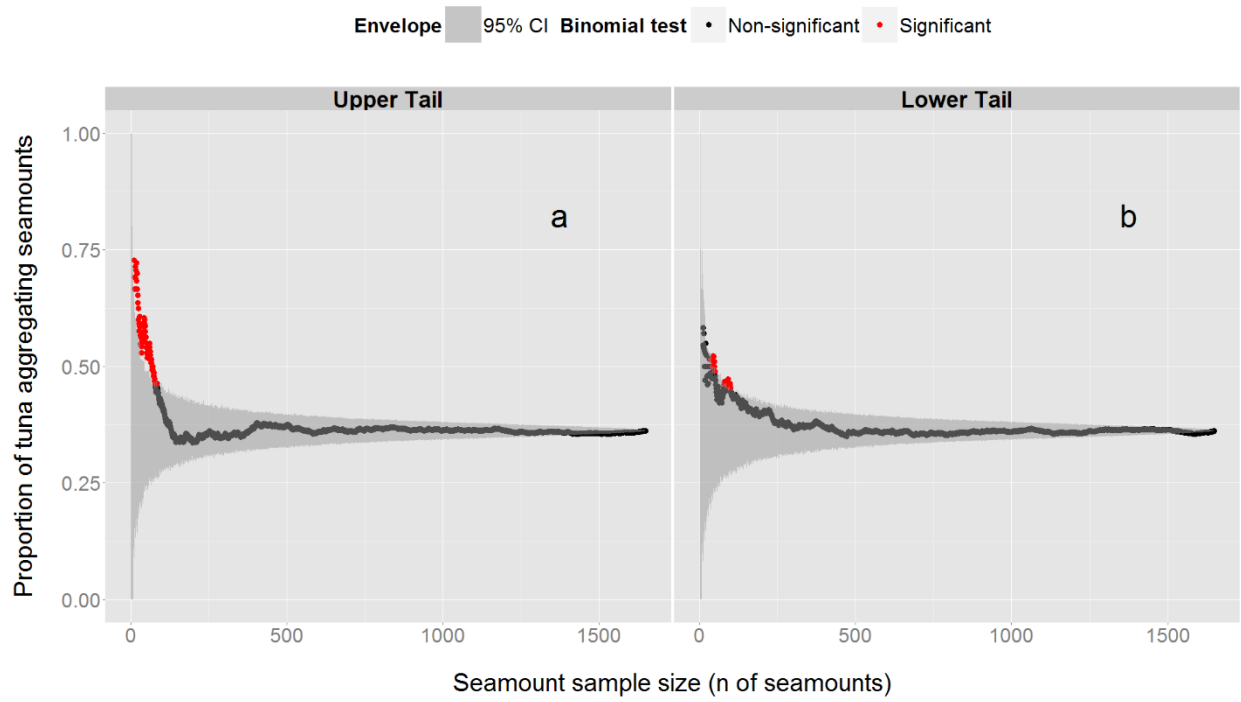 Envelope 95% CI Binomial test Non-significant Significant
Upper Tail
Lower Tail
Proportion of tuna aggregating seamounts
1.00
0.75
0.50
0.25
0.00
a
b
0 500 1000 1500
0 500 1000 1500
Seamount sample size (n of seamounts)